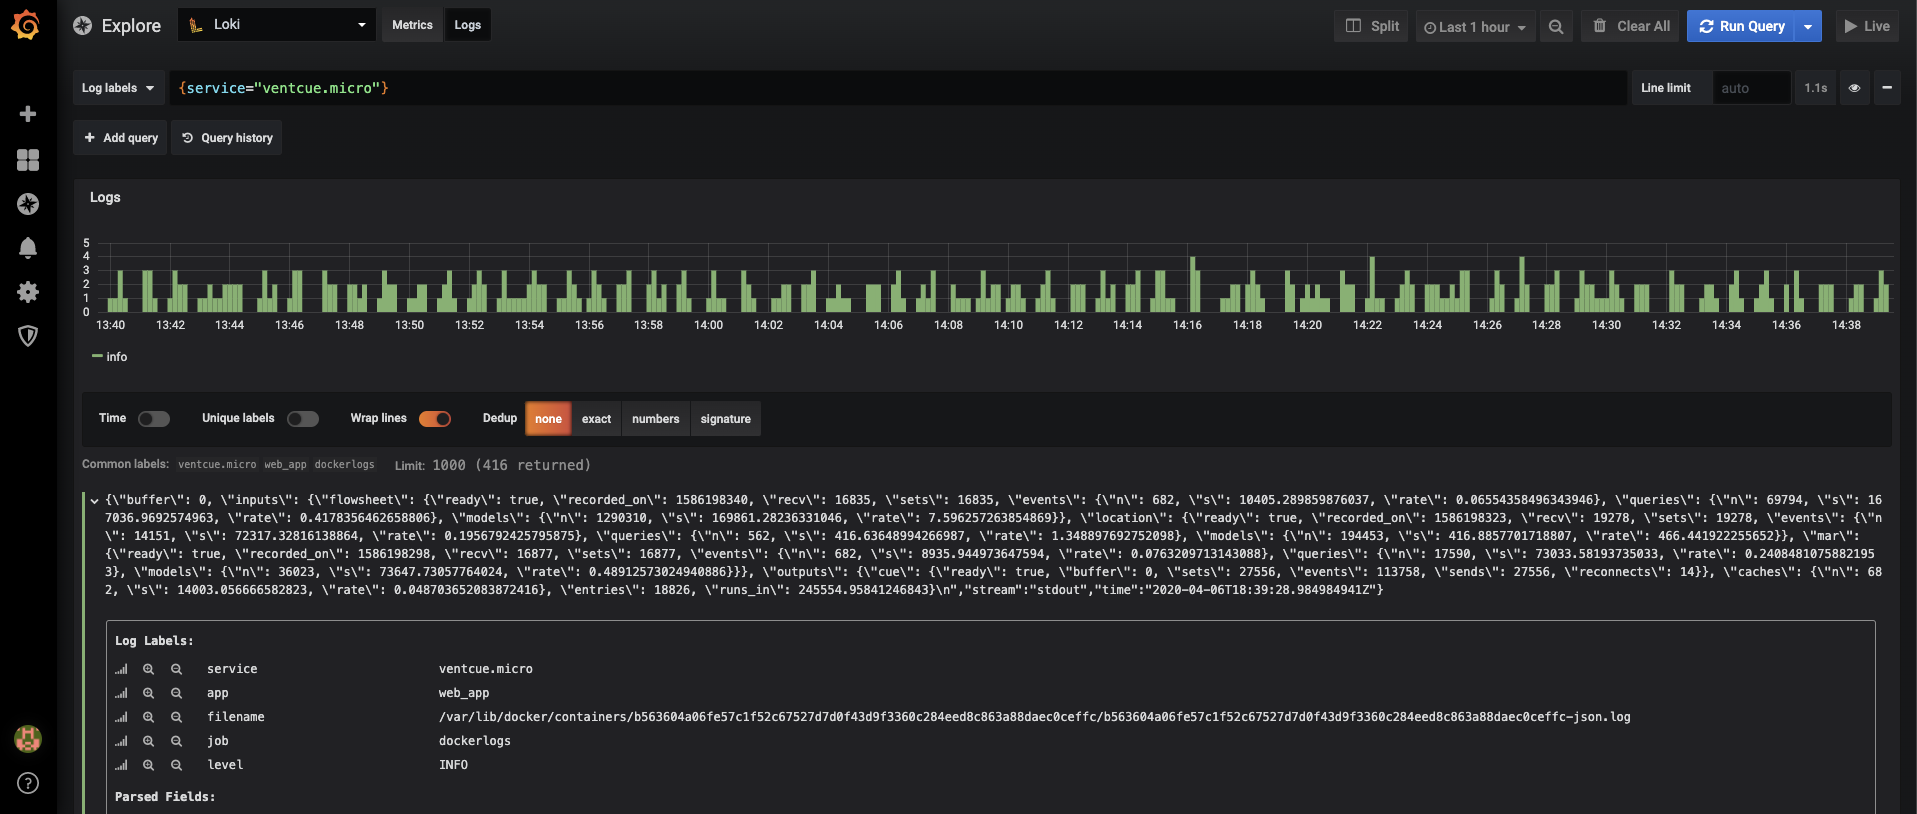 Explore Loki Metrics Logs Split Last 1 hour Clear All Run Query Live
Log labels {service="ventcue.micro"} Line limit auto 1.1s
Add query Query history
Logs
5
4
3
2
1
0
13:40 13:42 13:44 13:46 13:48 13:50 13:52 13:54 13:56 13:58 14:00 14:02 14:04 14:06 14:08 14:10 14:12 14:14 14:16 14:18 14:20 14:22 14:24 14:26 14:28 14:30 14:32 14:34 14:36 14:38
info
Time Unique labels Wrap lines Dedup none exact numbers signature
Common labels: ventcue.micro web_app dockerlogs Limit: 1000 (416 returned)
{\"buffer\": 0, \"inputs\": {\"flowsheet\": {\"ready\": true, \"recorded_on\": 1586198340, \"recv\": 16835, \"sets\": 16835, \"events\": {\"n\": 682, \"s\": 10405.289859876037, \"rate\": 0.06554358496343946}, \"queries\": {\"n\": 69794, \"s\": 16
7036.9692574963, \"rate\": 0.4178356462658806}, \"models\": {\"n\": 1290310, \"s\": 169861.28236331046, \"rate\": 7.596257263854869}}, \"location\": {\"ready\": true, \"recorded_on\": 1586198323, \"recv\": 19278, \"sets\": 19278, \"events\": {\"n
\": 14151, \"s\": 72317.32816138864, \"rate\": 0.1956792425795875}, \"queries\": {\"n\": 562, \"s\": 416.63648994266987, \"rate\": 1.348897692752098}, \"models\": {\"n\": 194453, \"s\": 416.8857701718807, \"rate\": 466.441922255652}}, \"mar\":
{\"ready\": true, \"recorded_on\": 1586198298, \"recv\": 16877, \"sets\": 16877, \"events\": {\"n\": 682, \"s\": 8935.944973647594, \"rate\": 0.0763209713143088}, \"queries\": {\"n\": 17590, \"s\": 73033.58193735033, \"rate\": 0.2408481075882195
3}, \"models\": {\"n\": 36023, \"s\": 73647.73057764024, \"rate\": 0.48912573024940886}}}, \"outputs\": {\"cue\": {\"ready\": true, \"buffer\": 0, \"sets\": 27556, \"events\": 113758, \"sends\": 27556, \"reconnects\": 14}}, \"caches\": {\"n\": 68
2, \"s\": 14003.056666582823, \"rate\": 0.048703652083872416}, \"entries\": 18826, \"runs_in\": 245554.95841246843}\n","stream":"stdout","time":"2020-04-06T18:39:28.984984941Z"}
Log Labels:
service ventcue.micro
app web_app
filename /var/lib/docker/containers/b563604a06fe57c1f52c67527d7d0f43d9f3360c284eed8c863a88daec0ceffc/b563604a06fe57c1f52c67527d7d0f43d9f3360c284eed8c863a88daec0ceffc-json.log
job dockerlogs
level INFO
Parsed Fields: